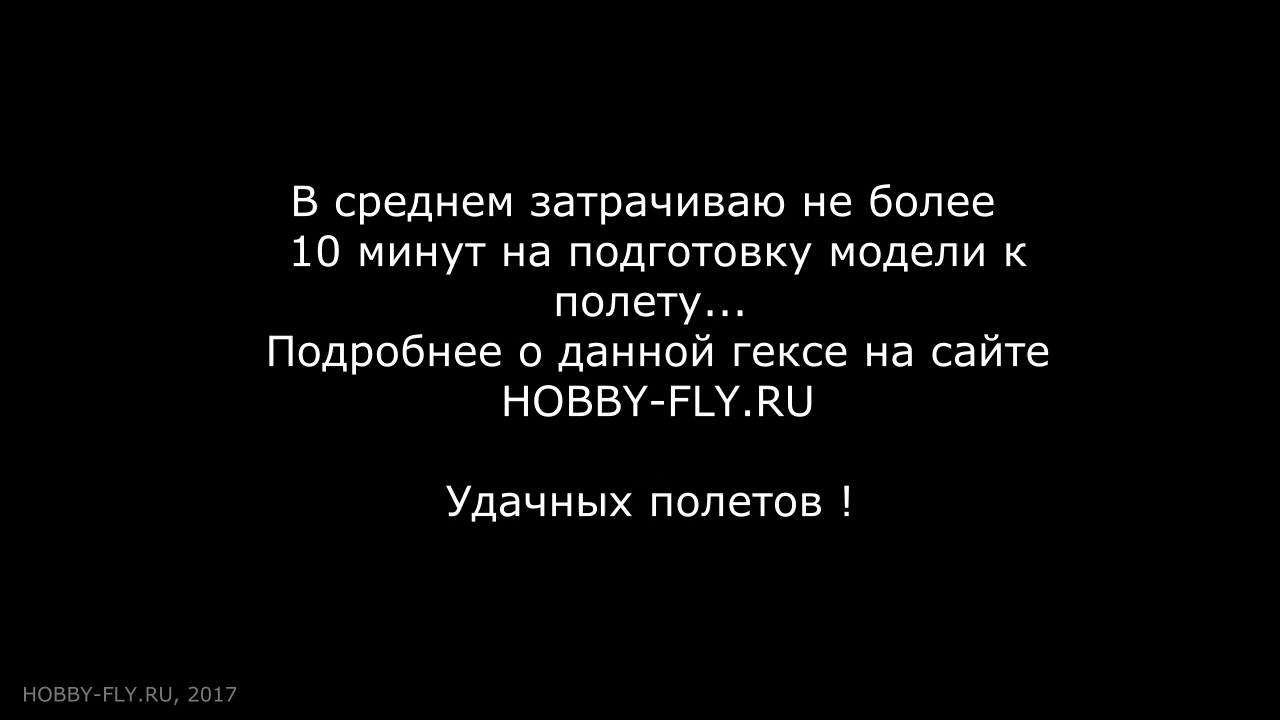 В среднем затрачиваю не более
10 минут на подготовку модели к
полету...
Подробнее о данной гексе на сайте
HOBBY-FLY.RU
Удачных полетов !
HOBBY-FLY.RU, 2017